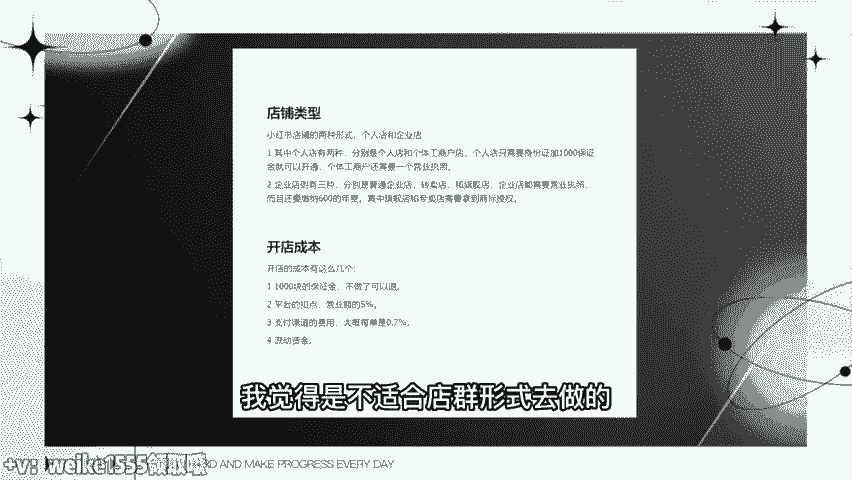 店铺类型
小红书店铺的两种形式，个人店和企业店
1 其中个人店有两种，分别是个人店和个体工商户店，个人店只需要身份证加1000保证
金就可以开通，个体工商户还需要一个营业执照。
2 企业店则有三种，分别是普通企业店、专卖店、和旗舰店，企业店都需要营业执照，
而且还要缴纳600的年费，其中旗舰店和专卖店需要拿到商标授权。
开店成本
开店的成本有这么几个：
1 1000块的保证金，不做了可以退。
2 平台的扣点，营业额的5%。
3 支付渠道的费用，大概每单是0.7%。
4 流动资金。
我觉得是不适合店群形式去做的
+v: weike1555领取哦
AND MAKE PROGRESS EVERY DAY